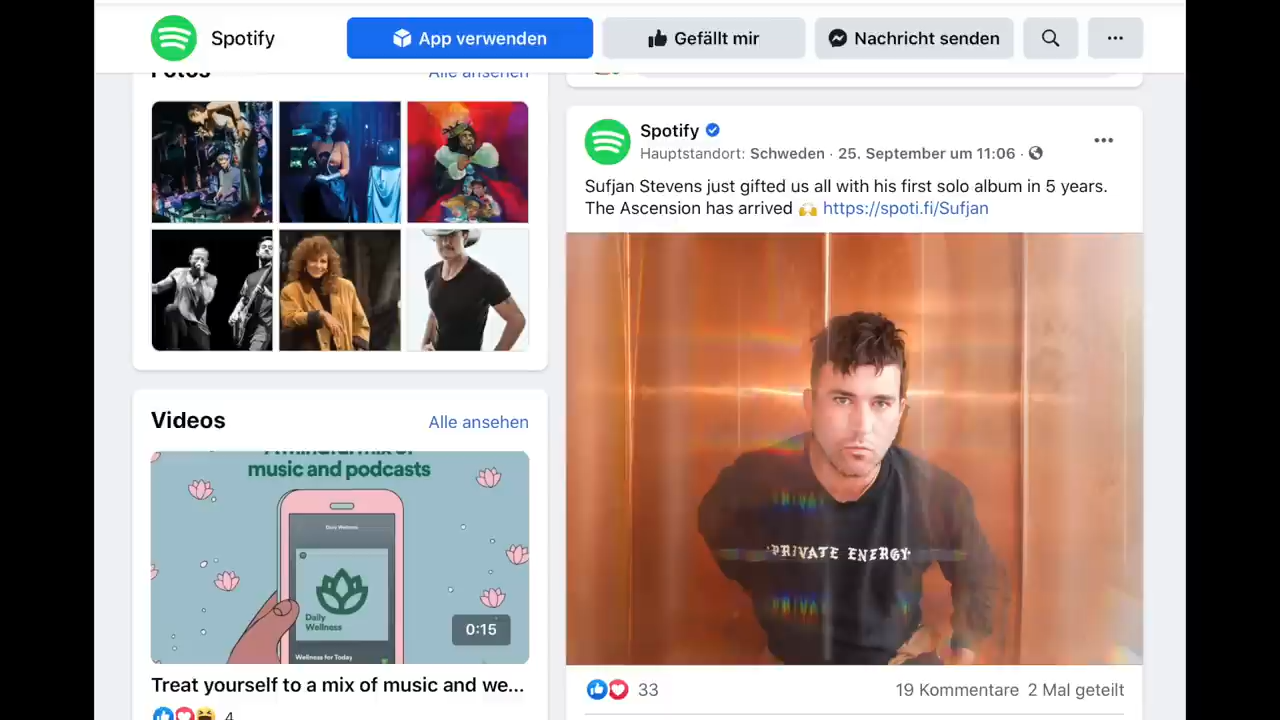 Spotify
App verwenden
Gefällt mir
Nachricht senden
Fotos
Alle ansehen
Videos
Alle ansehen
music and podcasts
Daily Wellness
Daily
Wellness
Wellness for Today
0:15
Treat yourself to a mix of music and we...
4
Spotify
Hauptstandort: Schweden · 25. September um 11:06 ·
Sufjan Stevens just gifted us all with his first solo album in 5 years.
The Ascension has arrived 🙌 https://spoti.fi/Sufjan
PRIVATE ENERGY
33
19 Kommentare 2 Mal geteilt